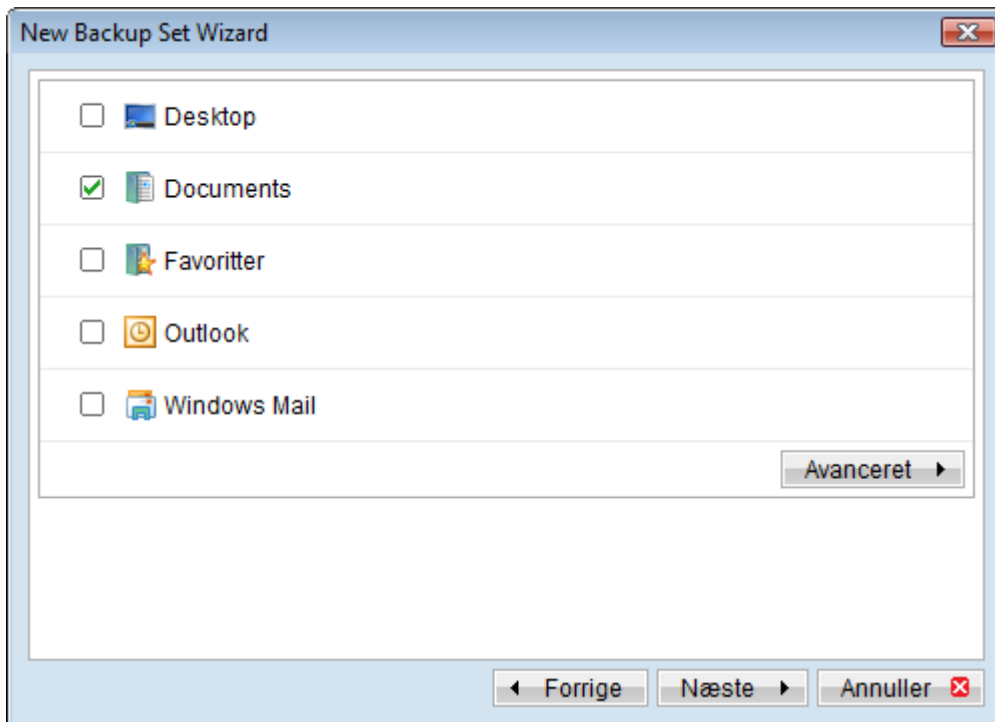 New Backup Set Wizard
Desktop
Documents
Favoritter
Outlook
Windows Mail
Avanceret
Forrige Næste Annuller